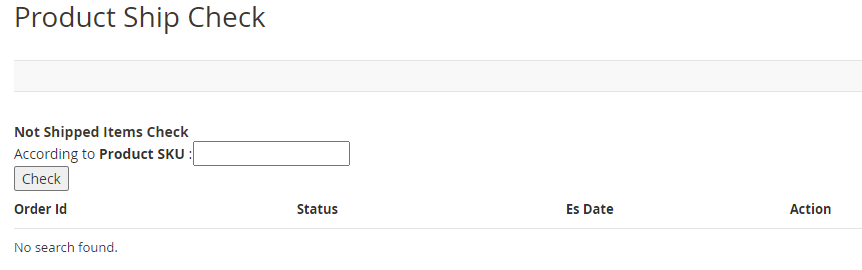 Product Ship Check
Not Shipped Items Check
According to Product SKU :
Check
Order Id Status Es Date Action
No search found.